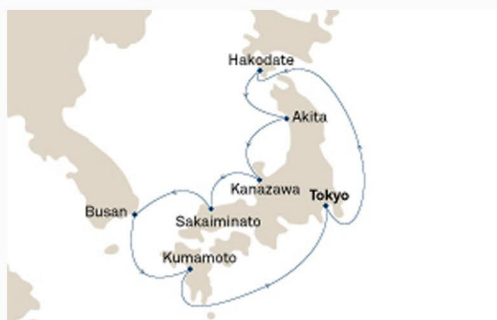 Hakodate
Akita
Kanazawa
Tokyo
Busan
Sakaiminato
Kumamoto